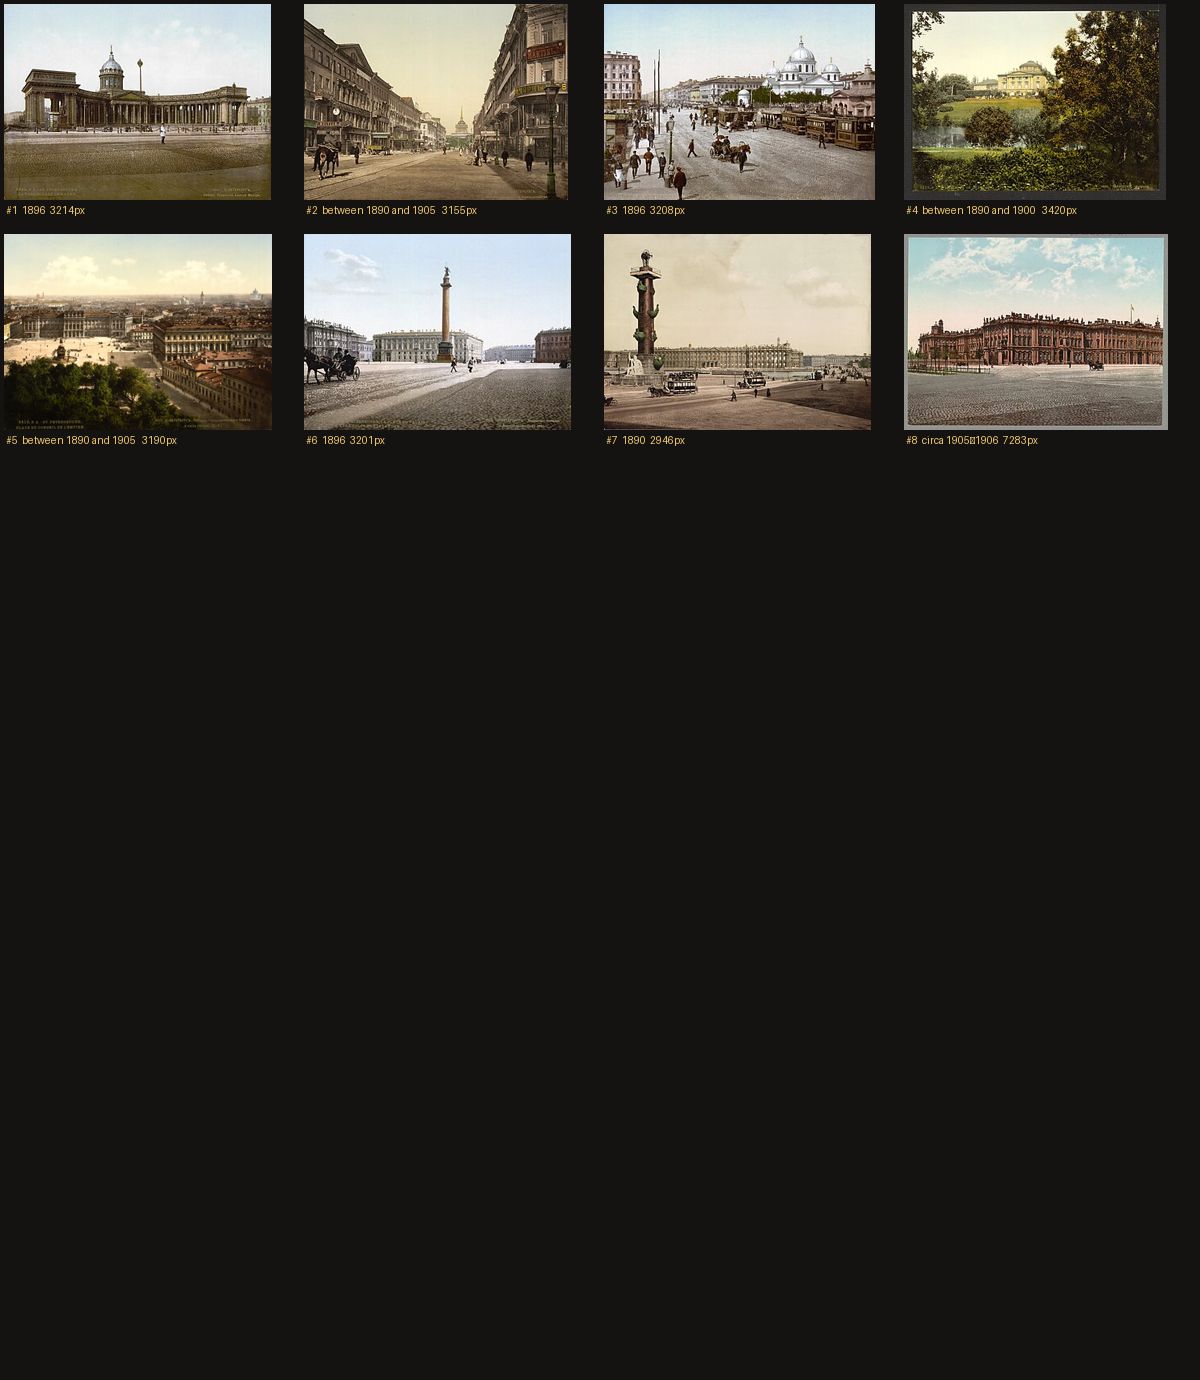 #1 1896 3214px
#2 between 1890 and 1905 3155px
#3 1896 3208px
#4 between 1890 and 1900 3420px
#5 between 1890 and 1905 3190px
#6 1896 3201px
#7 1890 2946px
#8 circa 1905▯1906 7283px